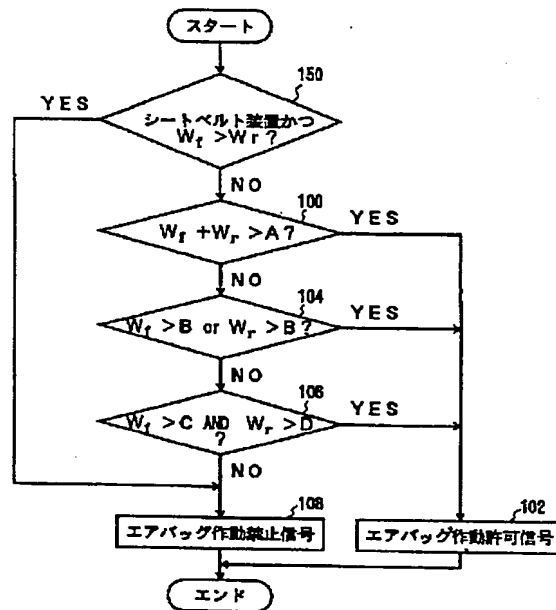 スタート
150
YES
シートベルト装置かつ
Wf >Wr ?
NO
100
YES
Wf +Wr >A ?
NO
104
YES
Wf >B or Wr >B ?
NO
106
YES
Wf >C AND Wr >D
?
NO
108
102
エアバッグ作動禁止信号
エアバッグ作動許可信号
エンド